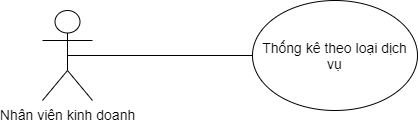 Thống kê theo loại dịch
vụ
Nhân viên kinh doanh